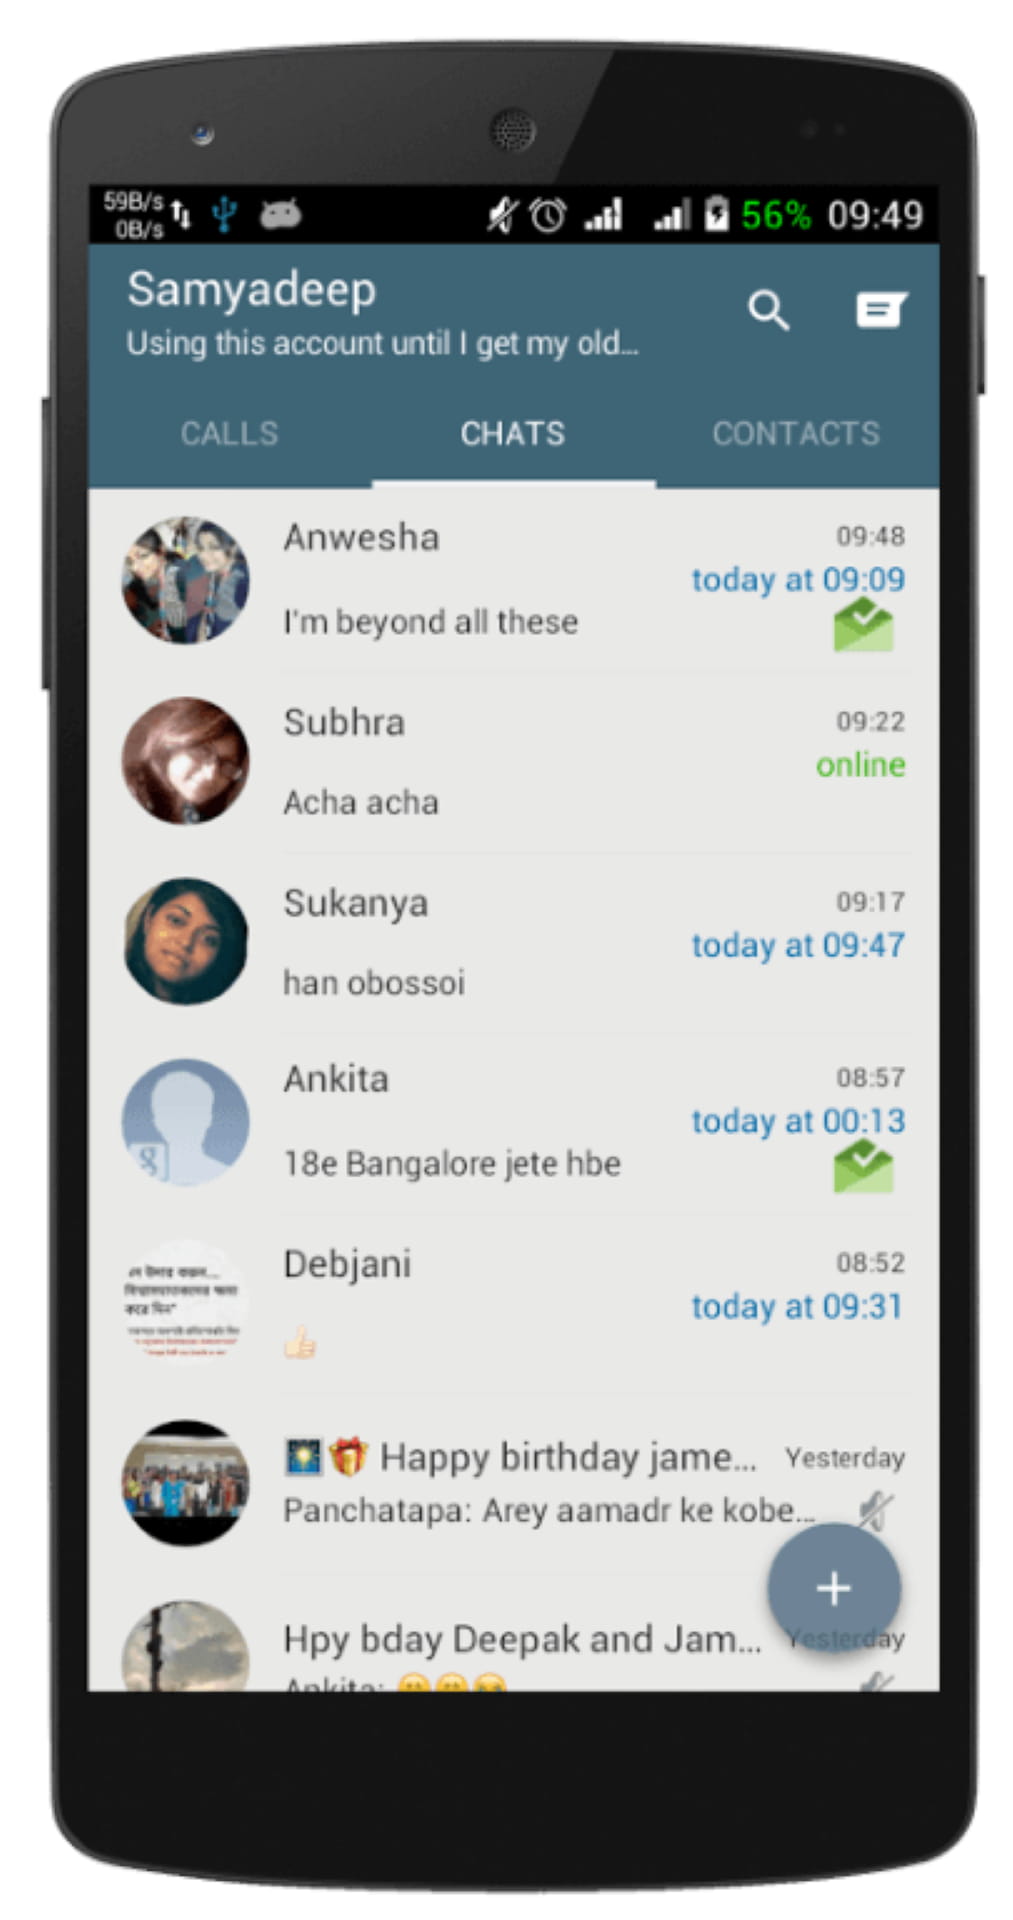 59B/s
0B/s
56% 09:49
Samyadeep
Using this account until I get my old...
CALLS CHATS CONTACTS
Anwesha 09:48
today at 09:09
I'm beyond all these
Subhra 09:22
online
Acha acha
Sukanya 09:17
today at 09:47
han obossoi
Ankita 08:57
today at 00:13
18e Bangalore jete hbe
g
Debjani 08:52
today at 09:31
করে দিন"
🎇🎁 Happy birthday jame... Yesterday
Panchatapa: Arey aamadr ke kobe...
Hpy bday Deepak and Jam... Yesterday
Ankita: